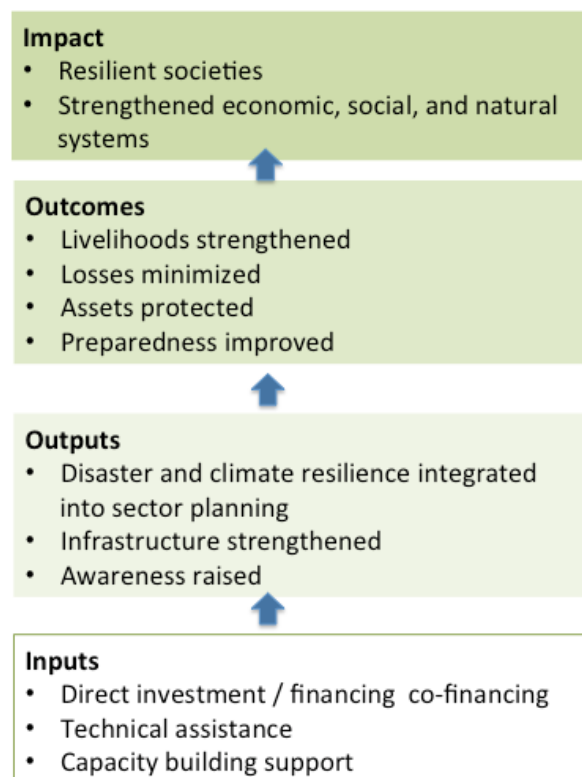 Impact
• Resilient societies
• Strengthened economic, social, and natural
systems
Outcomes
• Livelihoods strengthened
• Losses minimized
• Assets protected
• Preparedness improved
Outputs
• Disaster and climate resilience integrated
into sector planning
• Infrastructure strengthened
• Awareness raised
Inputs
• Direct investment / financing  co-financing
• Technical assistance
• Capacity building support